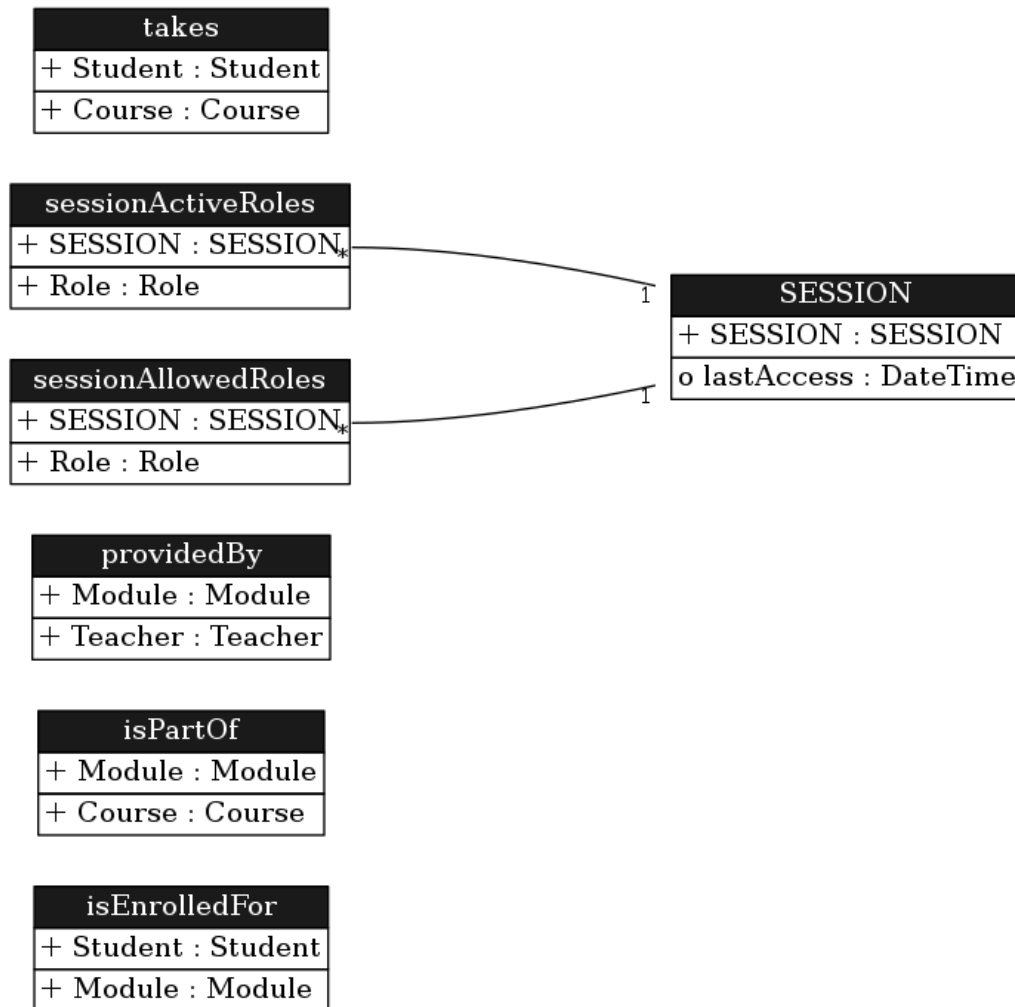 takes
+ Student : Student
+ Course : Course
sessionActiveRoles
+ SESSION : SESSION
*
+ Role : Role
1
SESSION
+ SESSION : SESSION
o lastAccess : DateTime
sessionAllowedRoles
+ SESSION : SESSION
*
+ Role : Role
1
providedBy
+ Module : Module
+ Teacher : Teacher
isPartOf
+ Module : Module
+ Course : Course
isEnrolledFor
+ Student : Student
+ Module : Module